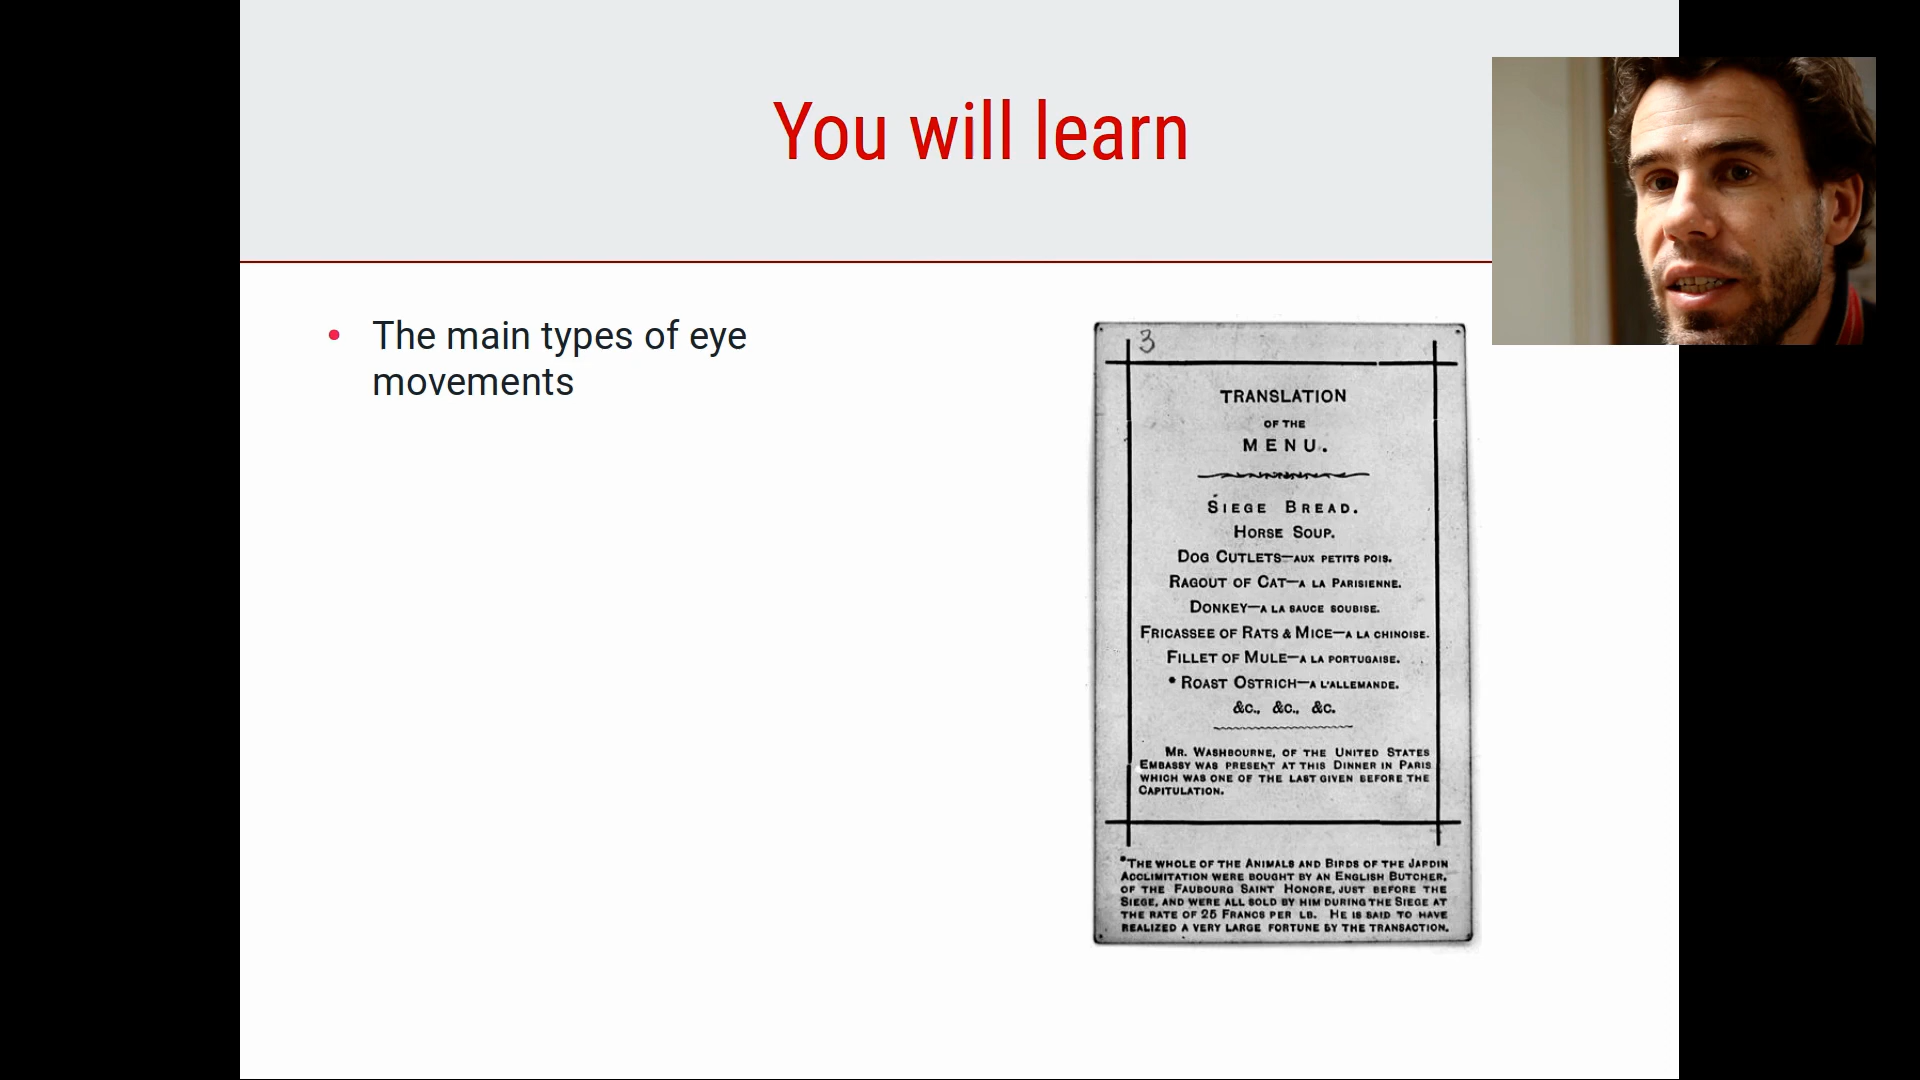 You will learn
• The main types of eye
movements
3
TRANSLATION
OF THE
MENU.
SIEGE BREAD.
HORSE SOUP.
DOG CUTLETS—AUX PETITS POIS.
RAGOUT OF CAT—A LA PARISIENNE.
DONKEY—A LA SAUCE SOUBISE.
FRICASSEE OF RATS & MICE—A LA CHINOISE.
FILLET OF MULE—A LA PORTUGAISE.
* ROAST OSTRICH—A L'ALLEMANDE.
&C., &C., &C.
MR. WASHBOURNE, OF THE UNITED STATES
EMBASSY WAS PRESENT AT THIS DINNER IN PARIS
WHICH WAS ONE OF THE LAST GIVEN BEFORE THE
CAPITULATION.
*THE WHOLE OF THE ANIMALS AND BIRDS OF THE JARDIN
ACCLIMITATION WERE BOUGHT BY AN ENGLISH BUTCHER,
OF THE FAUBOURG SAINT HONORE, JUST BEFORE THE
SIEGE, AND WERE ALL SOLD BY HIM DURING THE SIEGE AT
THE RATE OF 25 FRANCS PER LB. HE IS SAID TO HAVE
REALIZED A VERY LARGE FORTUNE BY THE TRANSACTION.